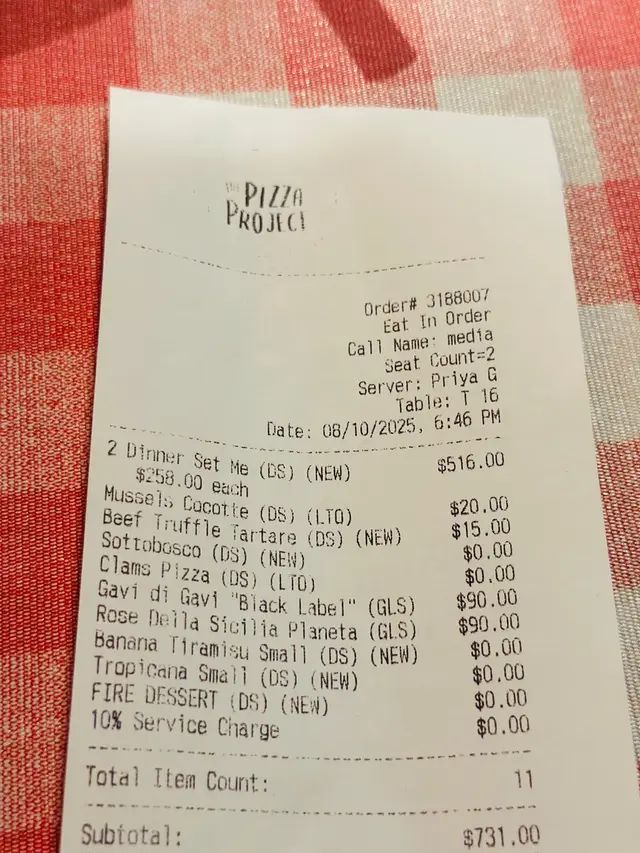 THE PIZZA
PROJECT
Order# 3188007
Eat In Order
Call Name: media
Seat Count=2
Server: Priya G
Table: T 16
Date: 08/10/2025, 6:46 PM
2 Dinner Set Me (DS) (NEW) $516.00
$258.00 each
Mussels Cocotte (DS) (LTO) $20.00
Beef Truffle Tartare (DS) (NEW) $15.00
Sottobosco (DS) (NEW) $0.00
Clams Pizza (DS) (LTO) $0.00
Gavi di Gavi "Black Label" (GLS) $90.00
Rose Della Sicilia Planeta (GLS) $90.00
Banana Tiramisu Small (DS) (NEW) $0.00
Tropicana Small (DS) (NEW) $0.00
FIRE DESSERT (DS) (NEW) $0.00
10% Service Charge $0.00
Total Item Count: 11
Subtotal: $731.00